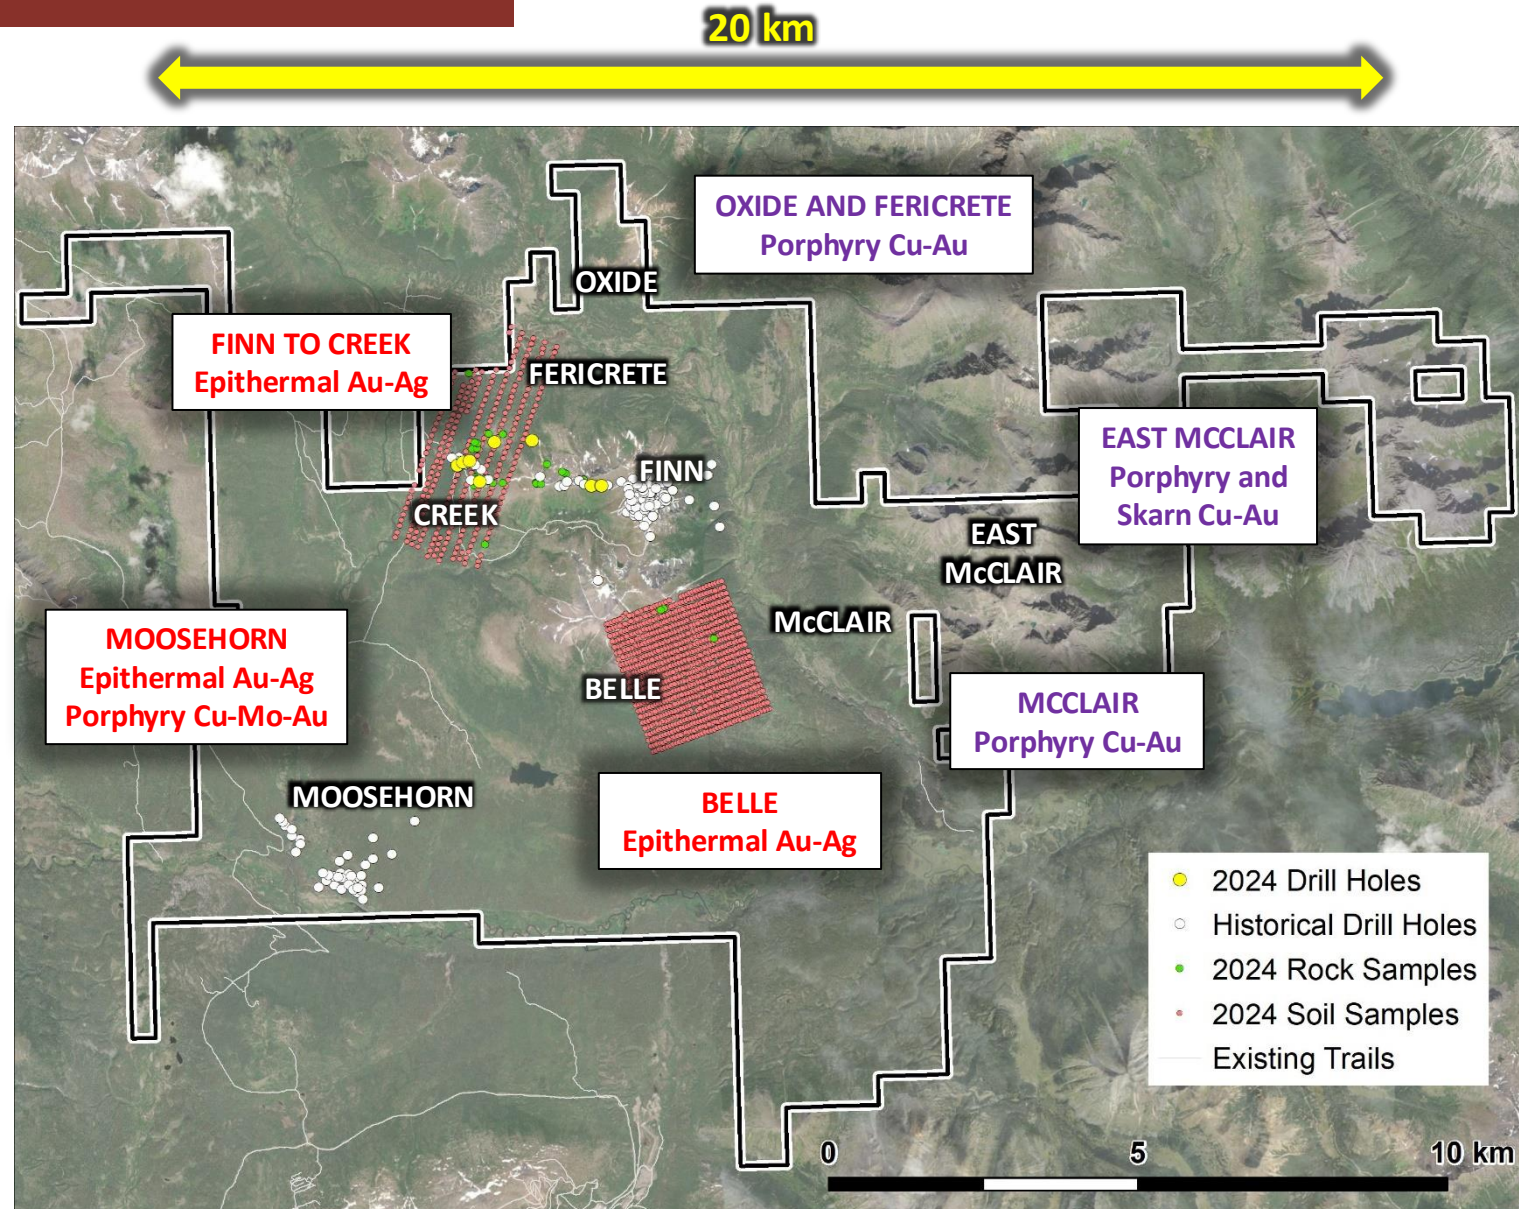 20 km
OXIDE AND FERICRETE
Porphyry Cu-Au
OXIDE
FINN TO CREEK
Epithermal Au-Ag
FERICRETE
EAST MCCLAIR
Porphyry and
Skarn Cu-Au
FINN
CREEK
EAST
McCLAIR
McCLAIR
MOOSEHORN
Epithermal Au-Ag
Porphyry Cu-Mo-Au
BELLE
MCCLAIR
Porphyry Cu-Au
MOOSEHORN
BELLE
Epithermal Au-Ag
2024 Drill Holes
Historical Drill Holes
2024 Rock Samples
2024 Soil Samples
Existing Trails
0 5 10 km